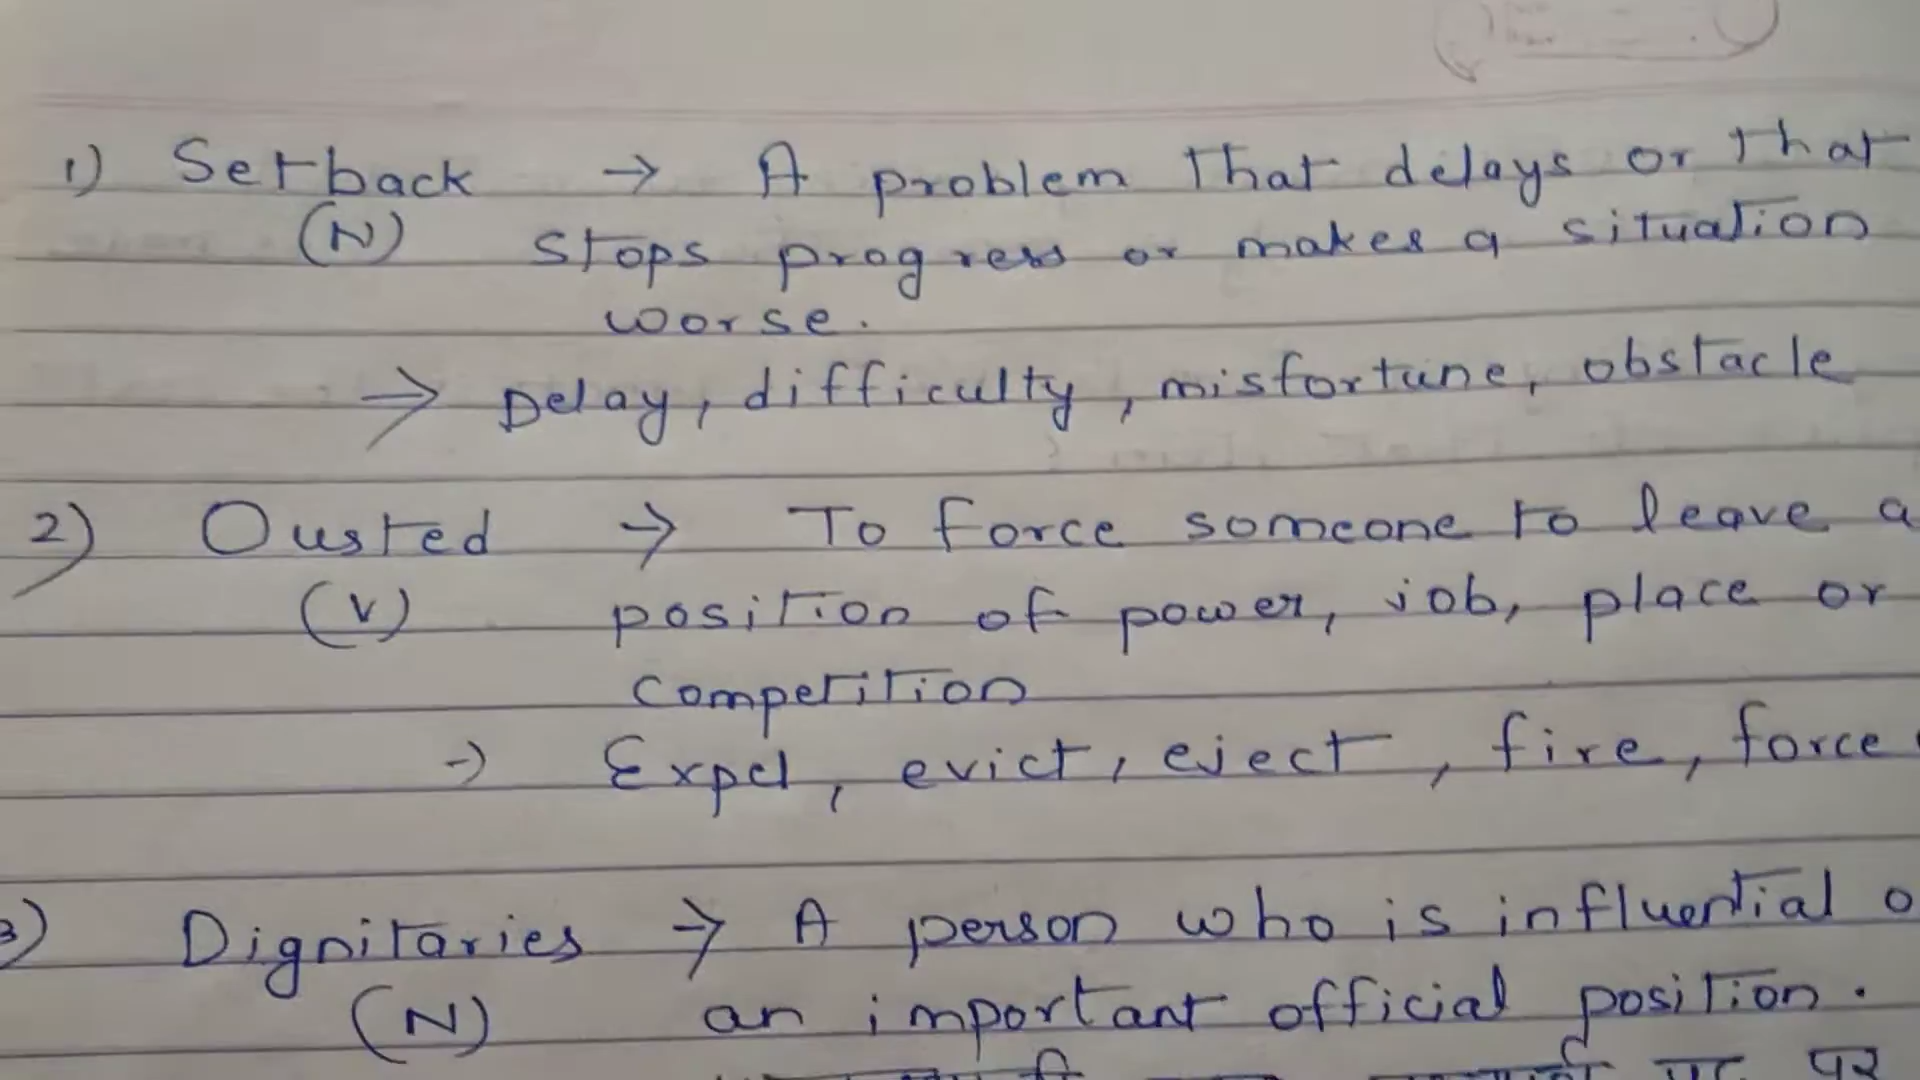 1) Setback → A problem that delays or that
(N) stops progress or makes a situation
worse.
→ Delay, difficulty, misfortune, obstacle
2) Ousted → To force someone to leave a
(V) position of power, job, place or
Competition
→ Expel, evict, eject, fire, force
3) Dignitaries → A person who is influential
(N) an important official position.
पर